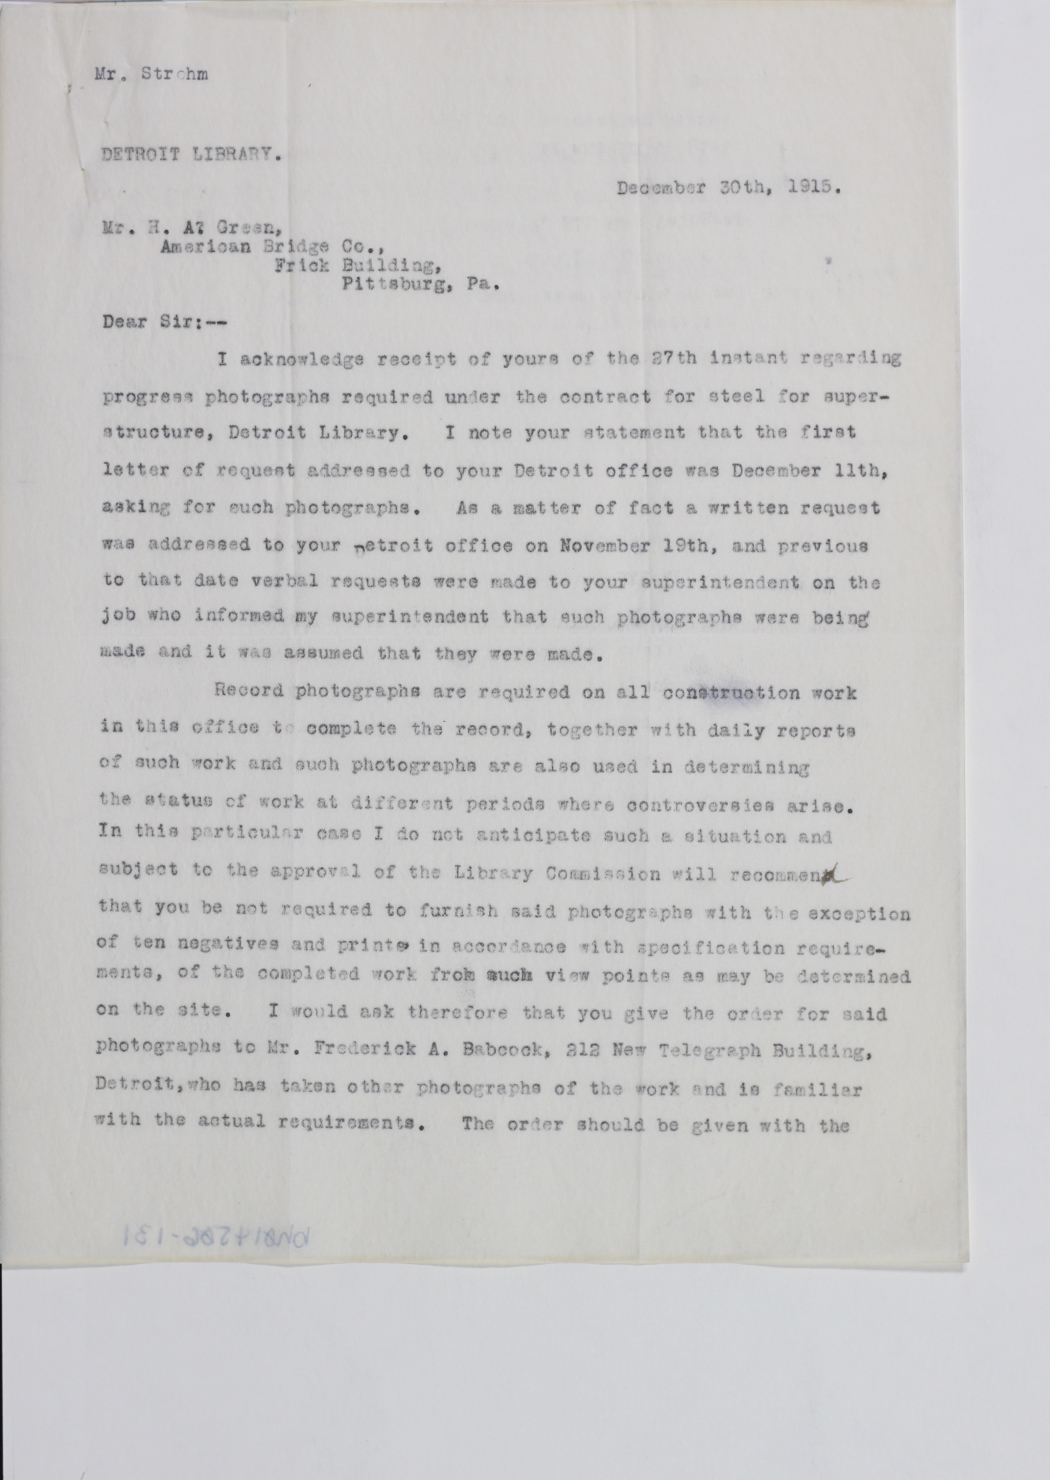 Mr. Strohm
DETROIT LIBRARY.
December 30th, 1915.
Mr. H. A? Green,
American Bridge Co.,
Frick Building,
Pittsburg, Pa.
Dear Sir:--
I acknowledge receipt of yours of the 27th instant regarding
progress photographs required under the contract for steel for super-
structure, Detroit Library. I note your statement that the first
letter of request addressed to your Detroit office was December 11th,
asking for such photographs. As a matter of fact a written request
was addressed to your Detroit office on November 19th, and previous
to that date verbal requests were made to your superintendent on the
job who informed my superintendent that such photographs were being
made and it was assumed that they were made.
Record photographs are required on all construction work
in this office to complete the record, together with daily reports
of such work and such photographs are also used in determining
the status of work at different periods where controversies arise.
In this particular case I do not anticipate such a situation and
subject to the approval of the Library Commission will recommend
that you be not required to furnish said photographs with the exception
of ten negatives and prints in accordance with specification require-
ments, of the completed work from such view points as may be determined
on the site. I would ask therefore that you give the order for said
photographs to Mr. Frederick A. Babcock, 212 New Telegraph Building,
Detroit,who has taken other photographs of the work and is familiar
with the actual requirements. The order should be given with the